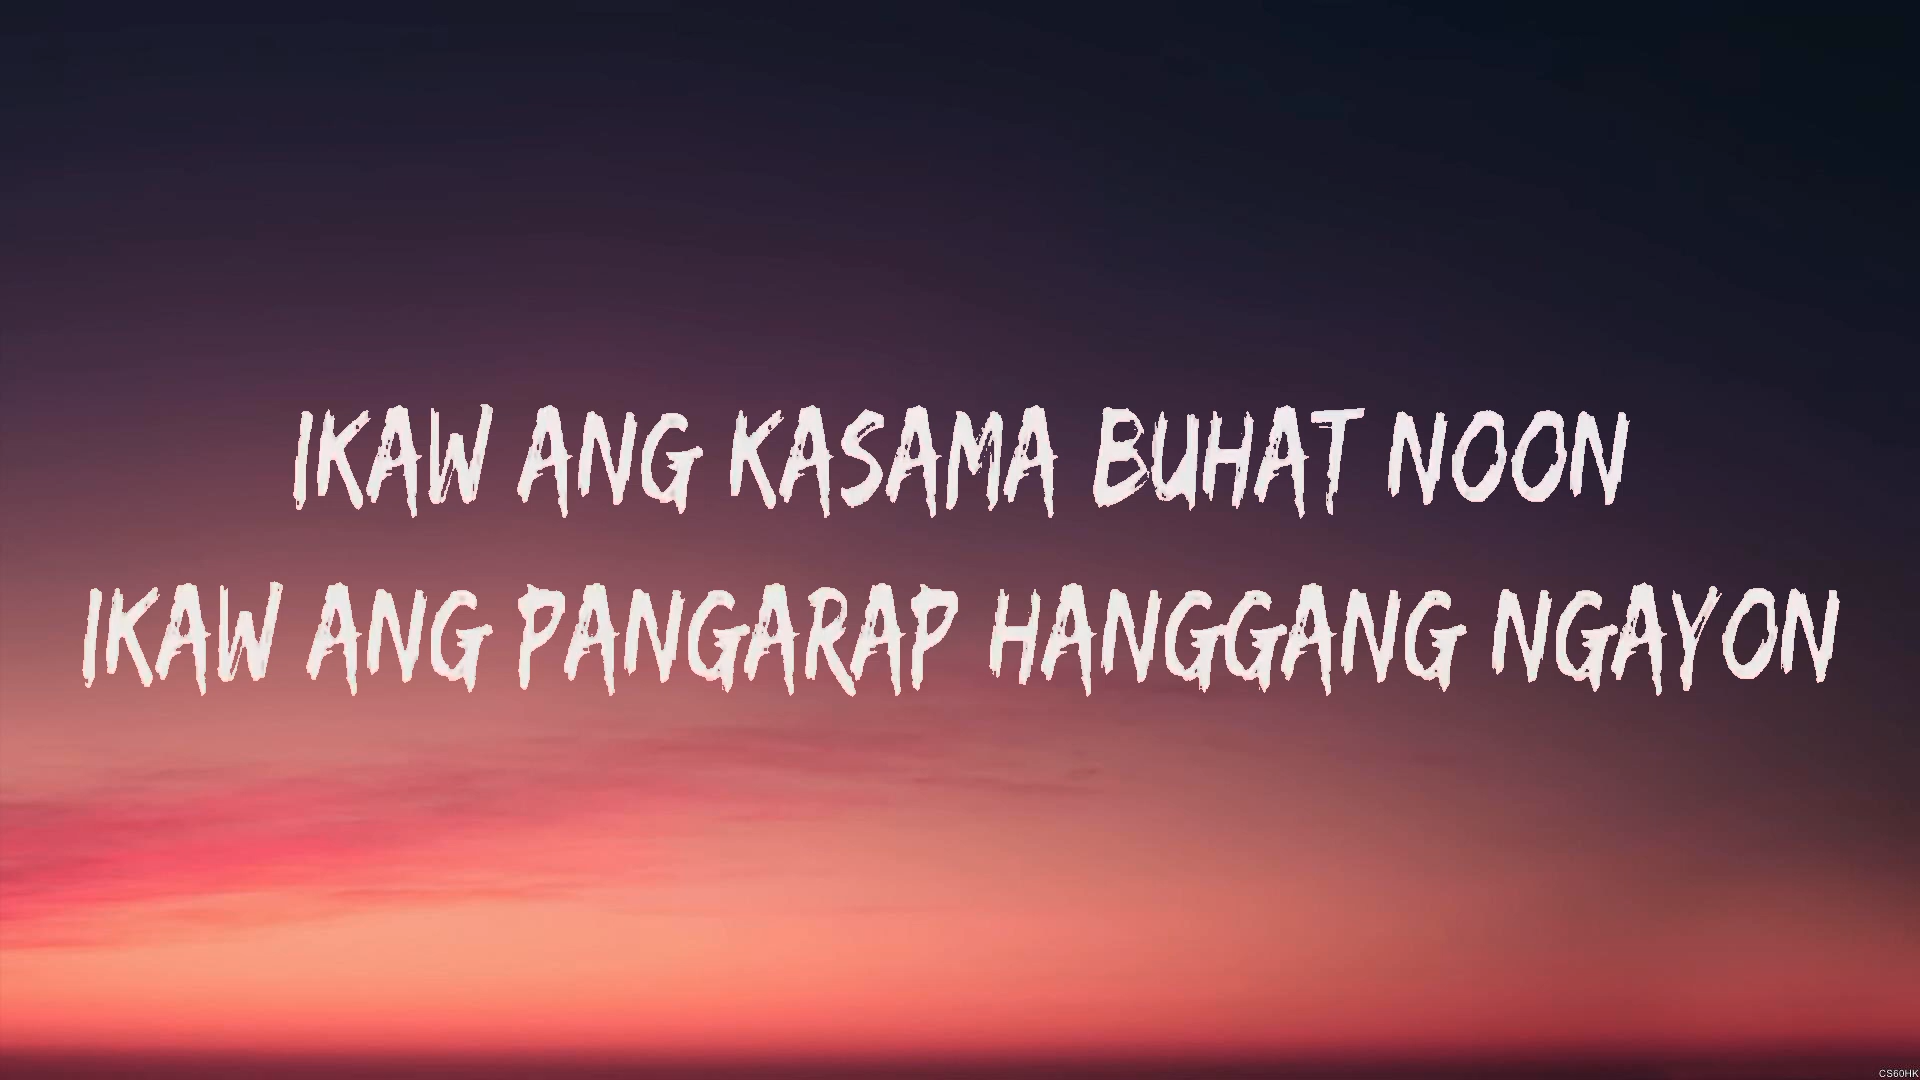 IKAW ANG KASAMA BUHAT NOON
IKAW ANG PANGARAP HANGGANG NGAYON
CS60HK